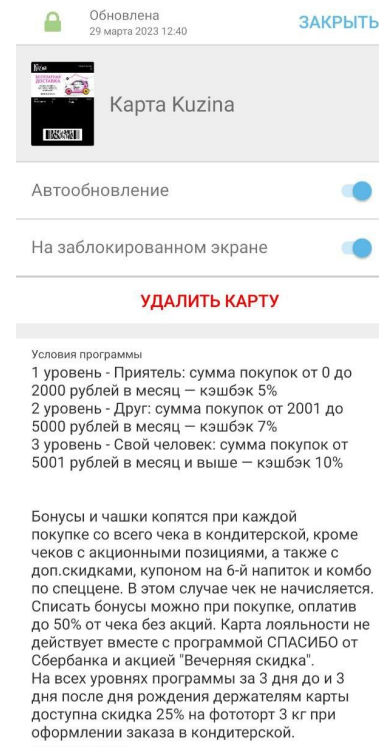 Обновлена
29 марта 2023 12:40
ЗАКРЫТЬ
Kuzina
БЕСПЛАТНАЯ
ДОСТАВКА
Карта Kuzina
Автообновление
На заблокированном экране
УДАЛИТЬ КАРТУ
Условия программы
1 уровень - Приятель: сумма покупок от 0 до
2000 рублей в месяц — кэшбэк 5%
2 уровень - Друг: сумма покупок от 2001 до
5000 рублей в месяц — кэшбэк 7%
3 уровень - Свой человек: сумма покупок от
5001 рублей в месяц и выше — кэшбэк 10%
Бонусы и чашки копятся при каждой
покупке со всего чека в кондитерской, кроме
чеков с акционными позициями, а также с
доп.скидками, купоном на 6-й напиток и комбо
по спеццене. В этом случае чек не начисляется.
Списать бонусы можно при покупке, оплатив
до 50% от чека без акций. Карта лояльности не
действует вместе с программой СПАСИБО от
Сбербанка и акцией "Вечерняя скидка".
На всех уровнях программы за 3 дня до и 3
дня после дня рождения держателям карты
доступна скидка 25% на фототорт 3 кг при
оформлении заказа в кондитерской.